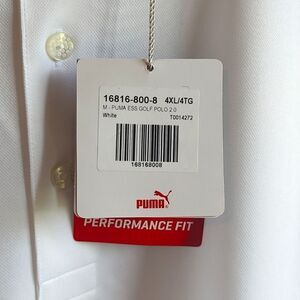 16816-800-8 4XL/4TG
M - PUMA ESS GOLF POLO 2.0
White T0014272
168168008
PUMA
PERFORMANCE FIT